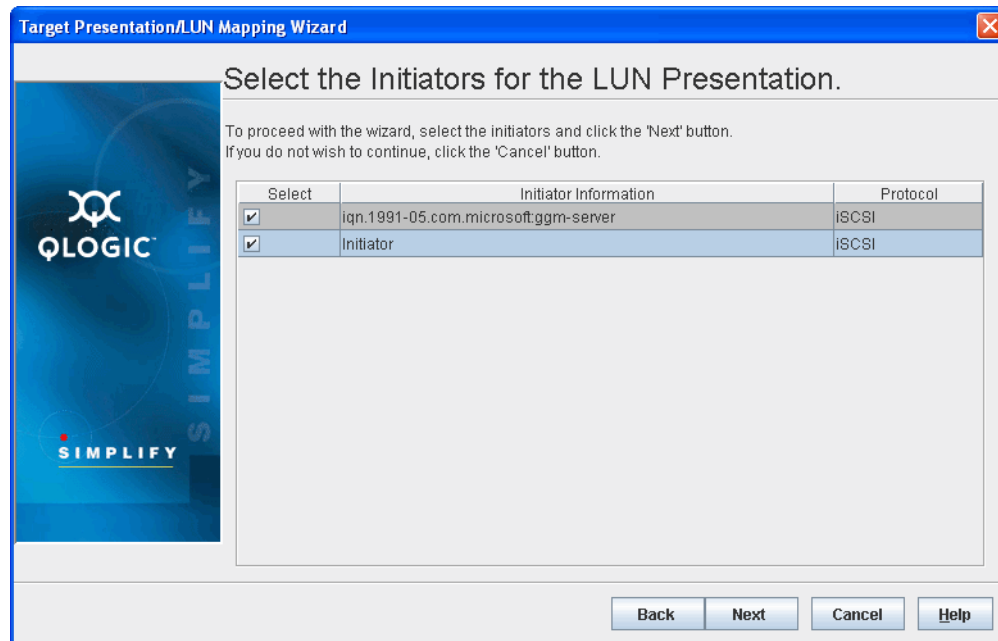 Target Presentation/LUN Mapping Wizard
Select the Initiators for the LUN Presentation.
To proceed with the wizard, select the initiators and click the 'Next' button.
If you do not wish to continue, click the 'Cancel' button.
Select Initiator Information Protocol
iqn.1991-05.com.microsoft:ggm-server iSCSI
Initiator iSCSI
QLOGIC
SIMPLIFY
SIMPLIFY
Back Next Cancel Help